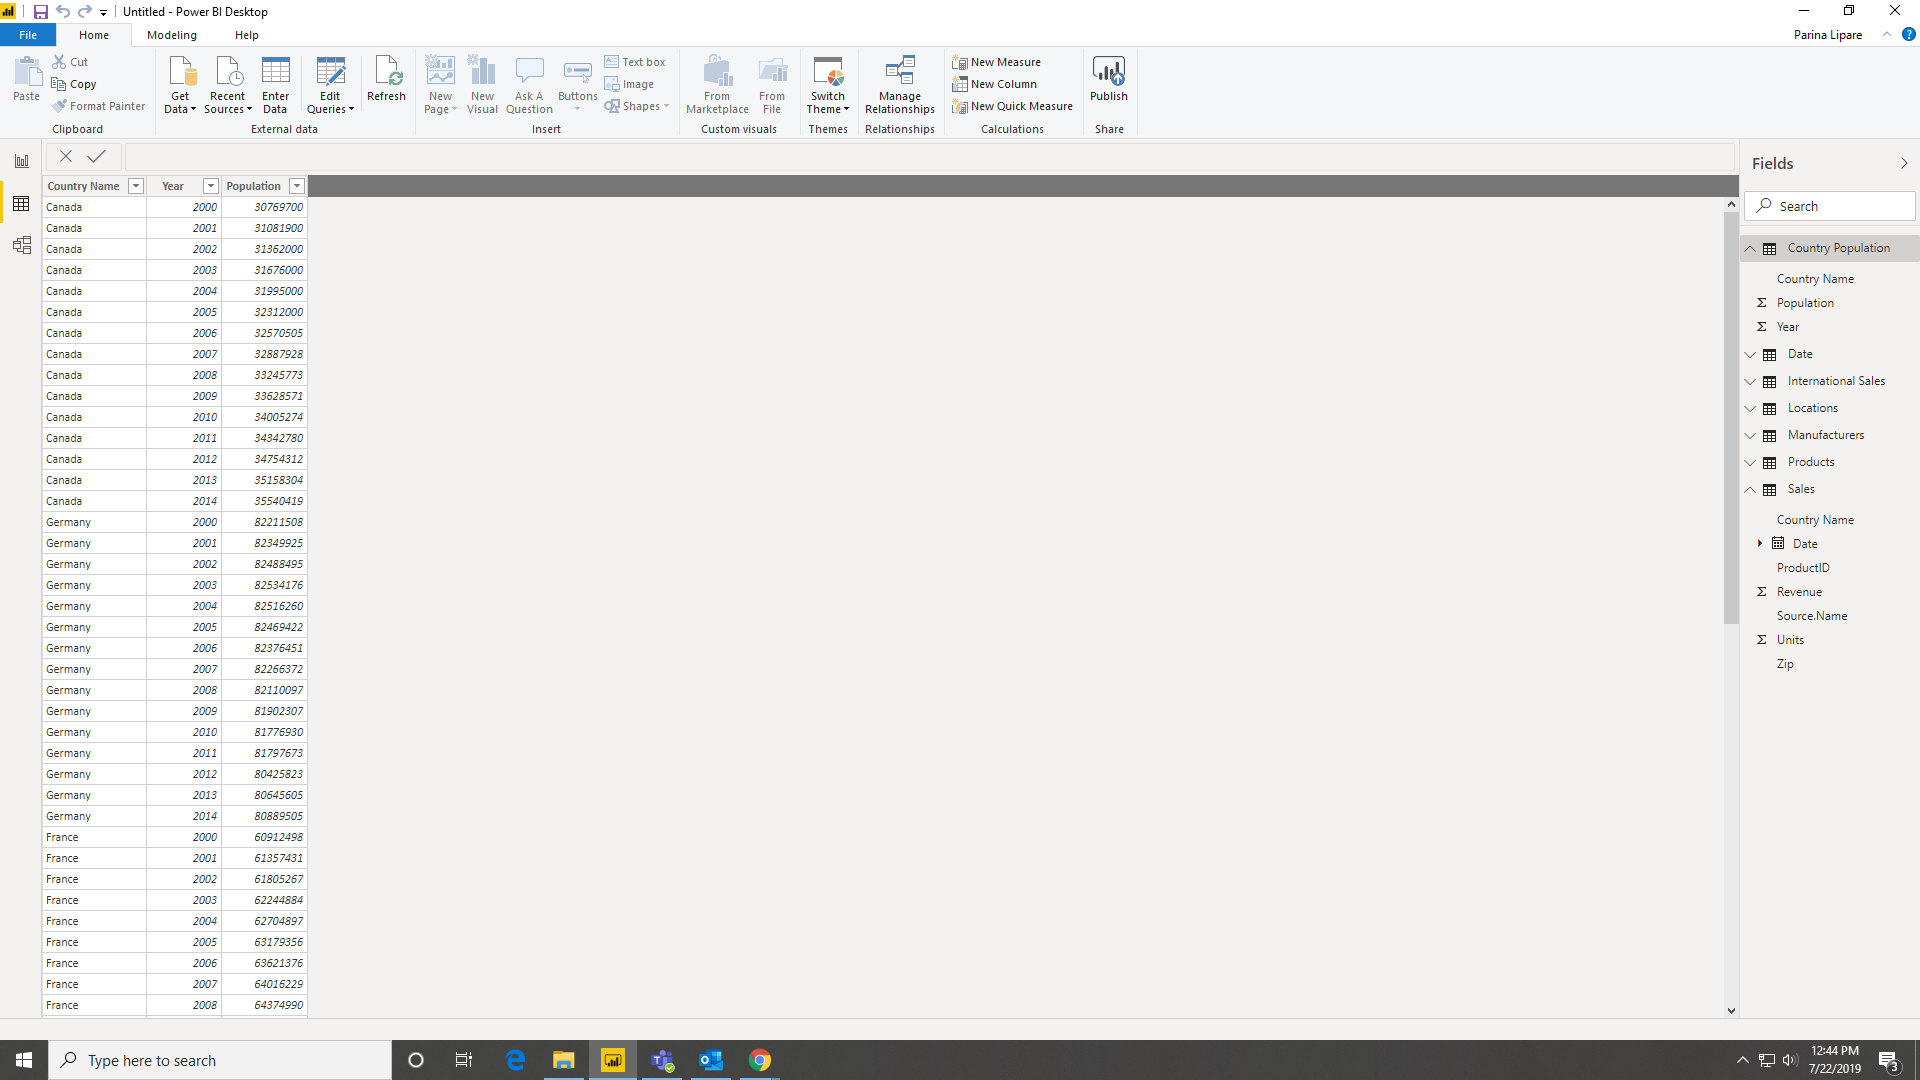 Untitled - Power BI Desktop
File Home Modeling Help Parina Lipare ?
Paste Cut Copy Format Painter
Clipboard
Get Data Recent Sources Enter Data Edit Queries Refresh
External data
New Page New Visual Ask A Question Buttons Text box Image Shapes
Insert
From Marketplace From File
Custom visuals
Switch Theme
Themes
Manage Relationships
Relationships
New Measure
New Column
New Quick Measure
Calculations
Publish
Share
Country Name Year Population
Canada 2000 30769700
Canada 2001 31081900
Canada 2002 31362000
Canada 2003 31676000
Canada 2004 31995000
Canada 2005 32312000
Canada 2006 32570505
Canada 2007 32887928
Canada 2008 33245773
Canada 2009 33628571
Canada 2010 34005274
Canada 2011 34342780
Canada 2012 34754312
Canada 2013 35158304
Canada 2014 35540419
Germany 2000 82211508
Germany 2001 82349925
Germany 2002 82488495
Germany 2003 82534176
Germany 2004 82516260
Germany 2005 82469422
Germany 2006 82376451
Germany 2007 82266372
Germany 2008 82110097
Germany 2009 81902307
Germany 2010 81776930
Germany 2011 81797673
Germany 2012 80425823
Germany 2013 80645605
Germany 2014 80889505
France 2000 60912498
France 2001 61357431
France 2002 61805267
France 2003 62244884
France 2004 62704897
France 2005 63179356
France 2006 63621376
France 2007 64016229
France 2008 64374990
Fields
Search
Country Population
Country Name
Σ Population
Σ Year
Date
International Sales
Locations
Manufacturers
Products
Sales
Country Name
Date
ProductID
Σ Revenue
Source.Name
Σ Units
Zip
Type here to search
12:44 PM
7/22/2019
3